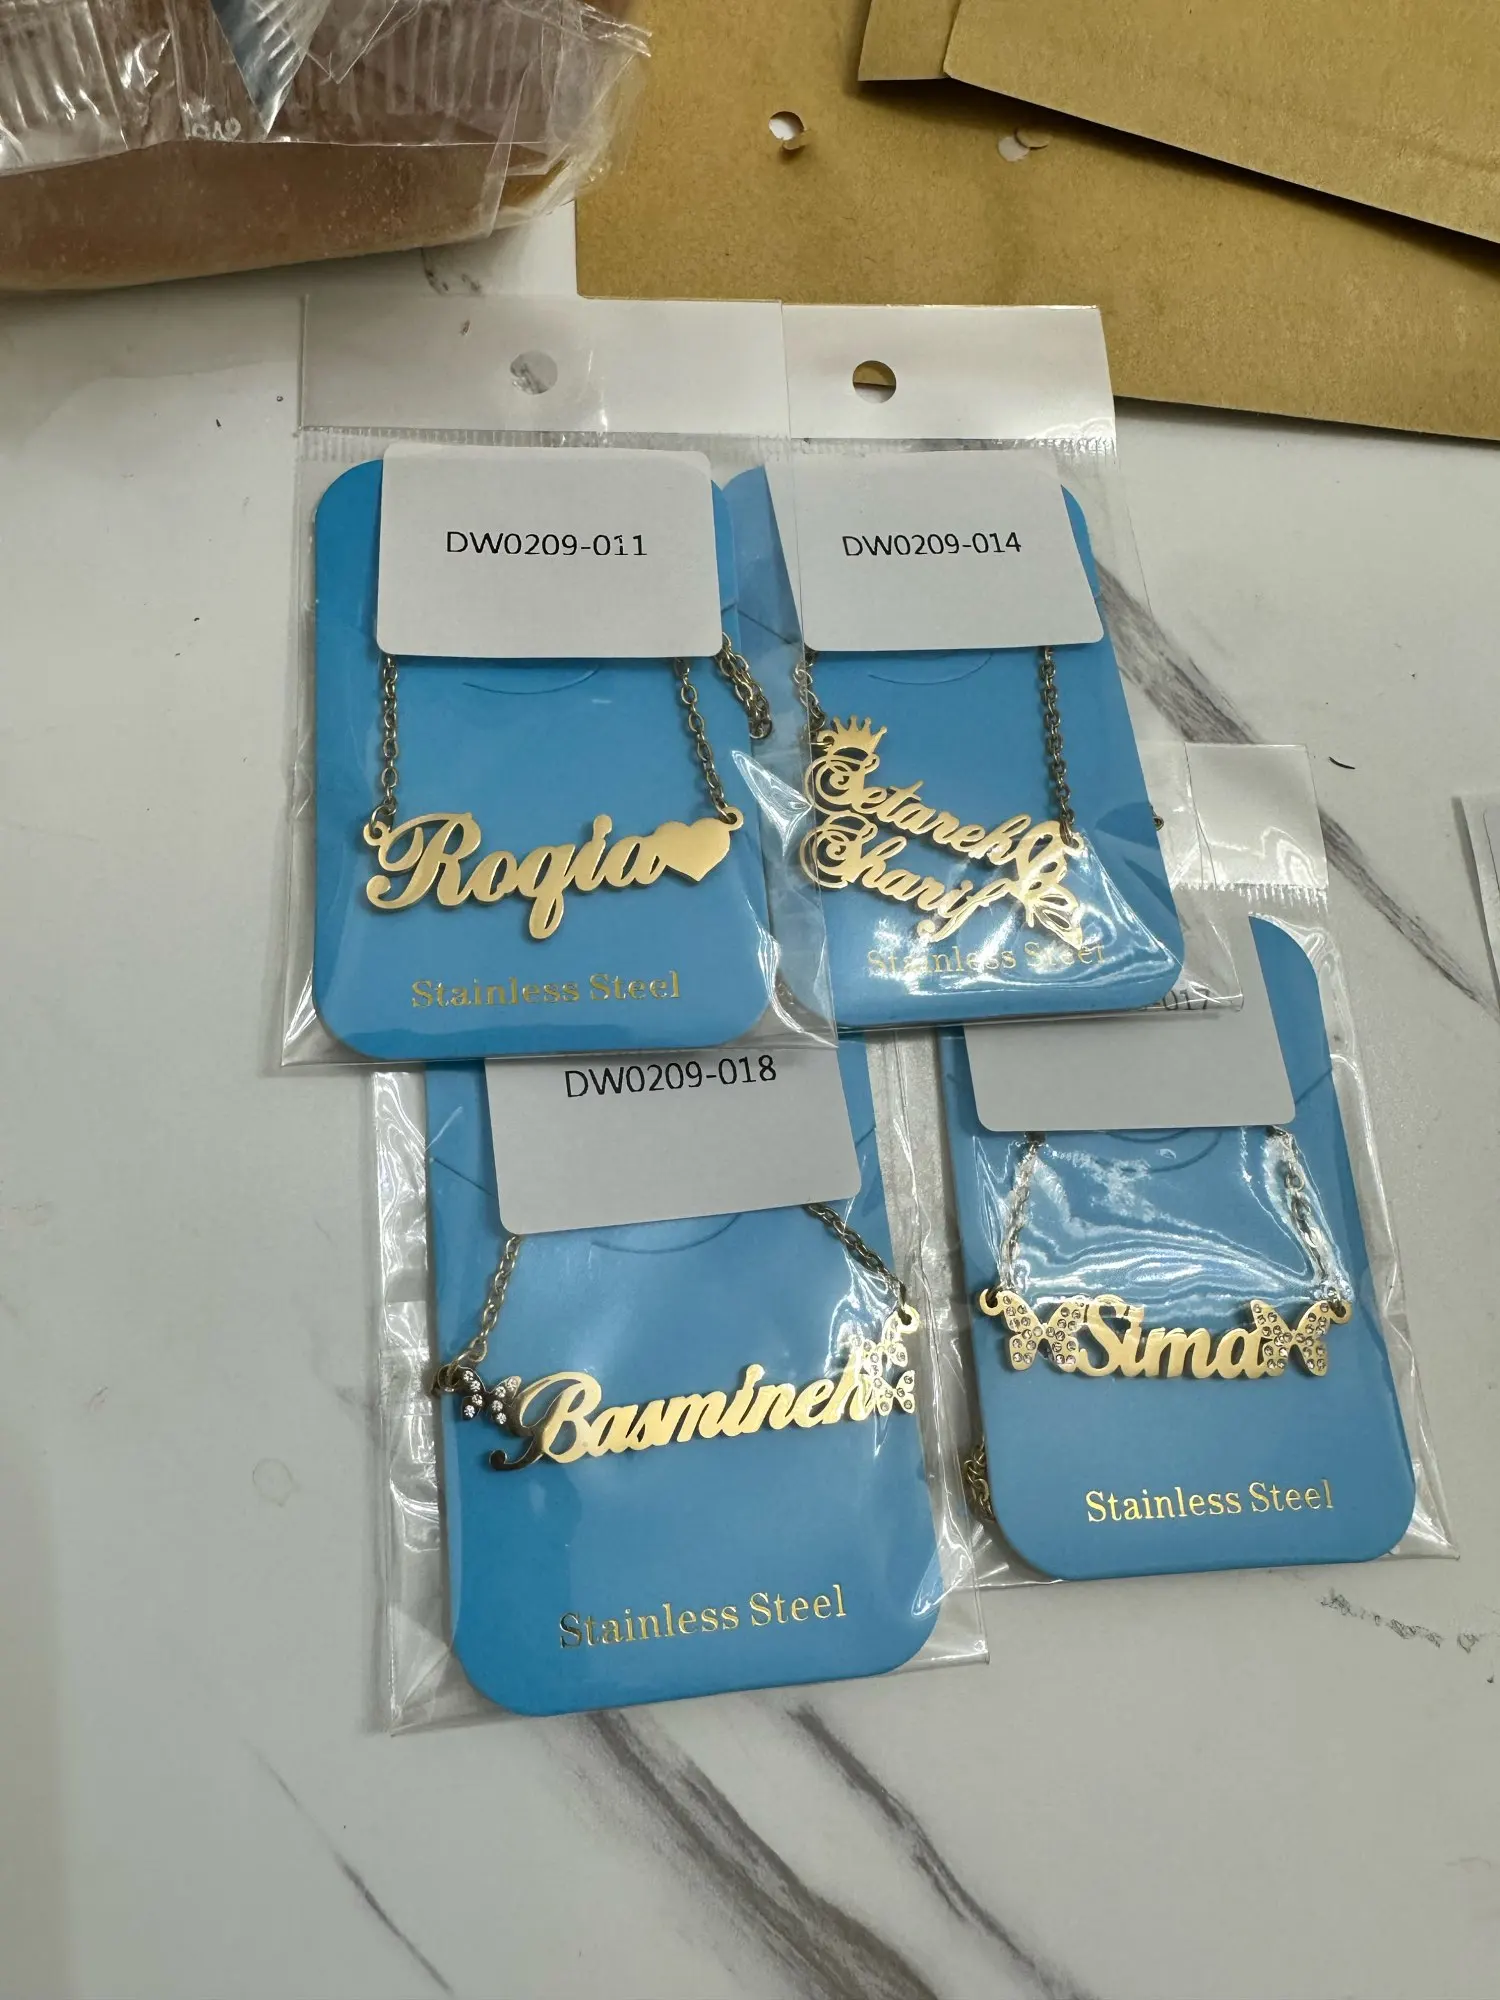 DW0209-011
Roqia
Stainless Steel
DW0209-014
Setareh
Sharif
Stainless Steel
DW0209-018
Basmineh
Stainless Steel
-017
Sima
Stainless Steel